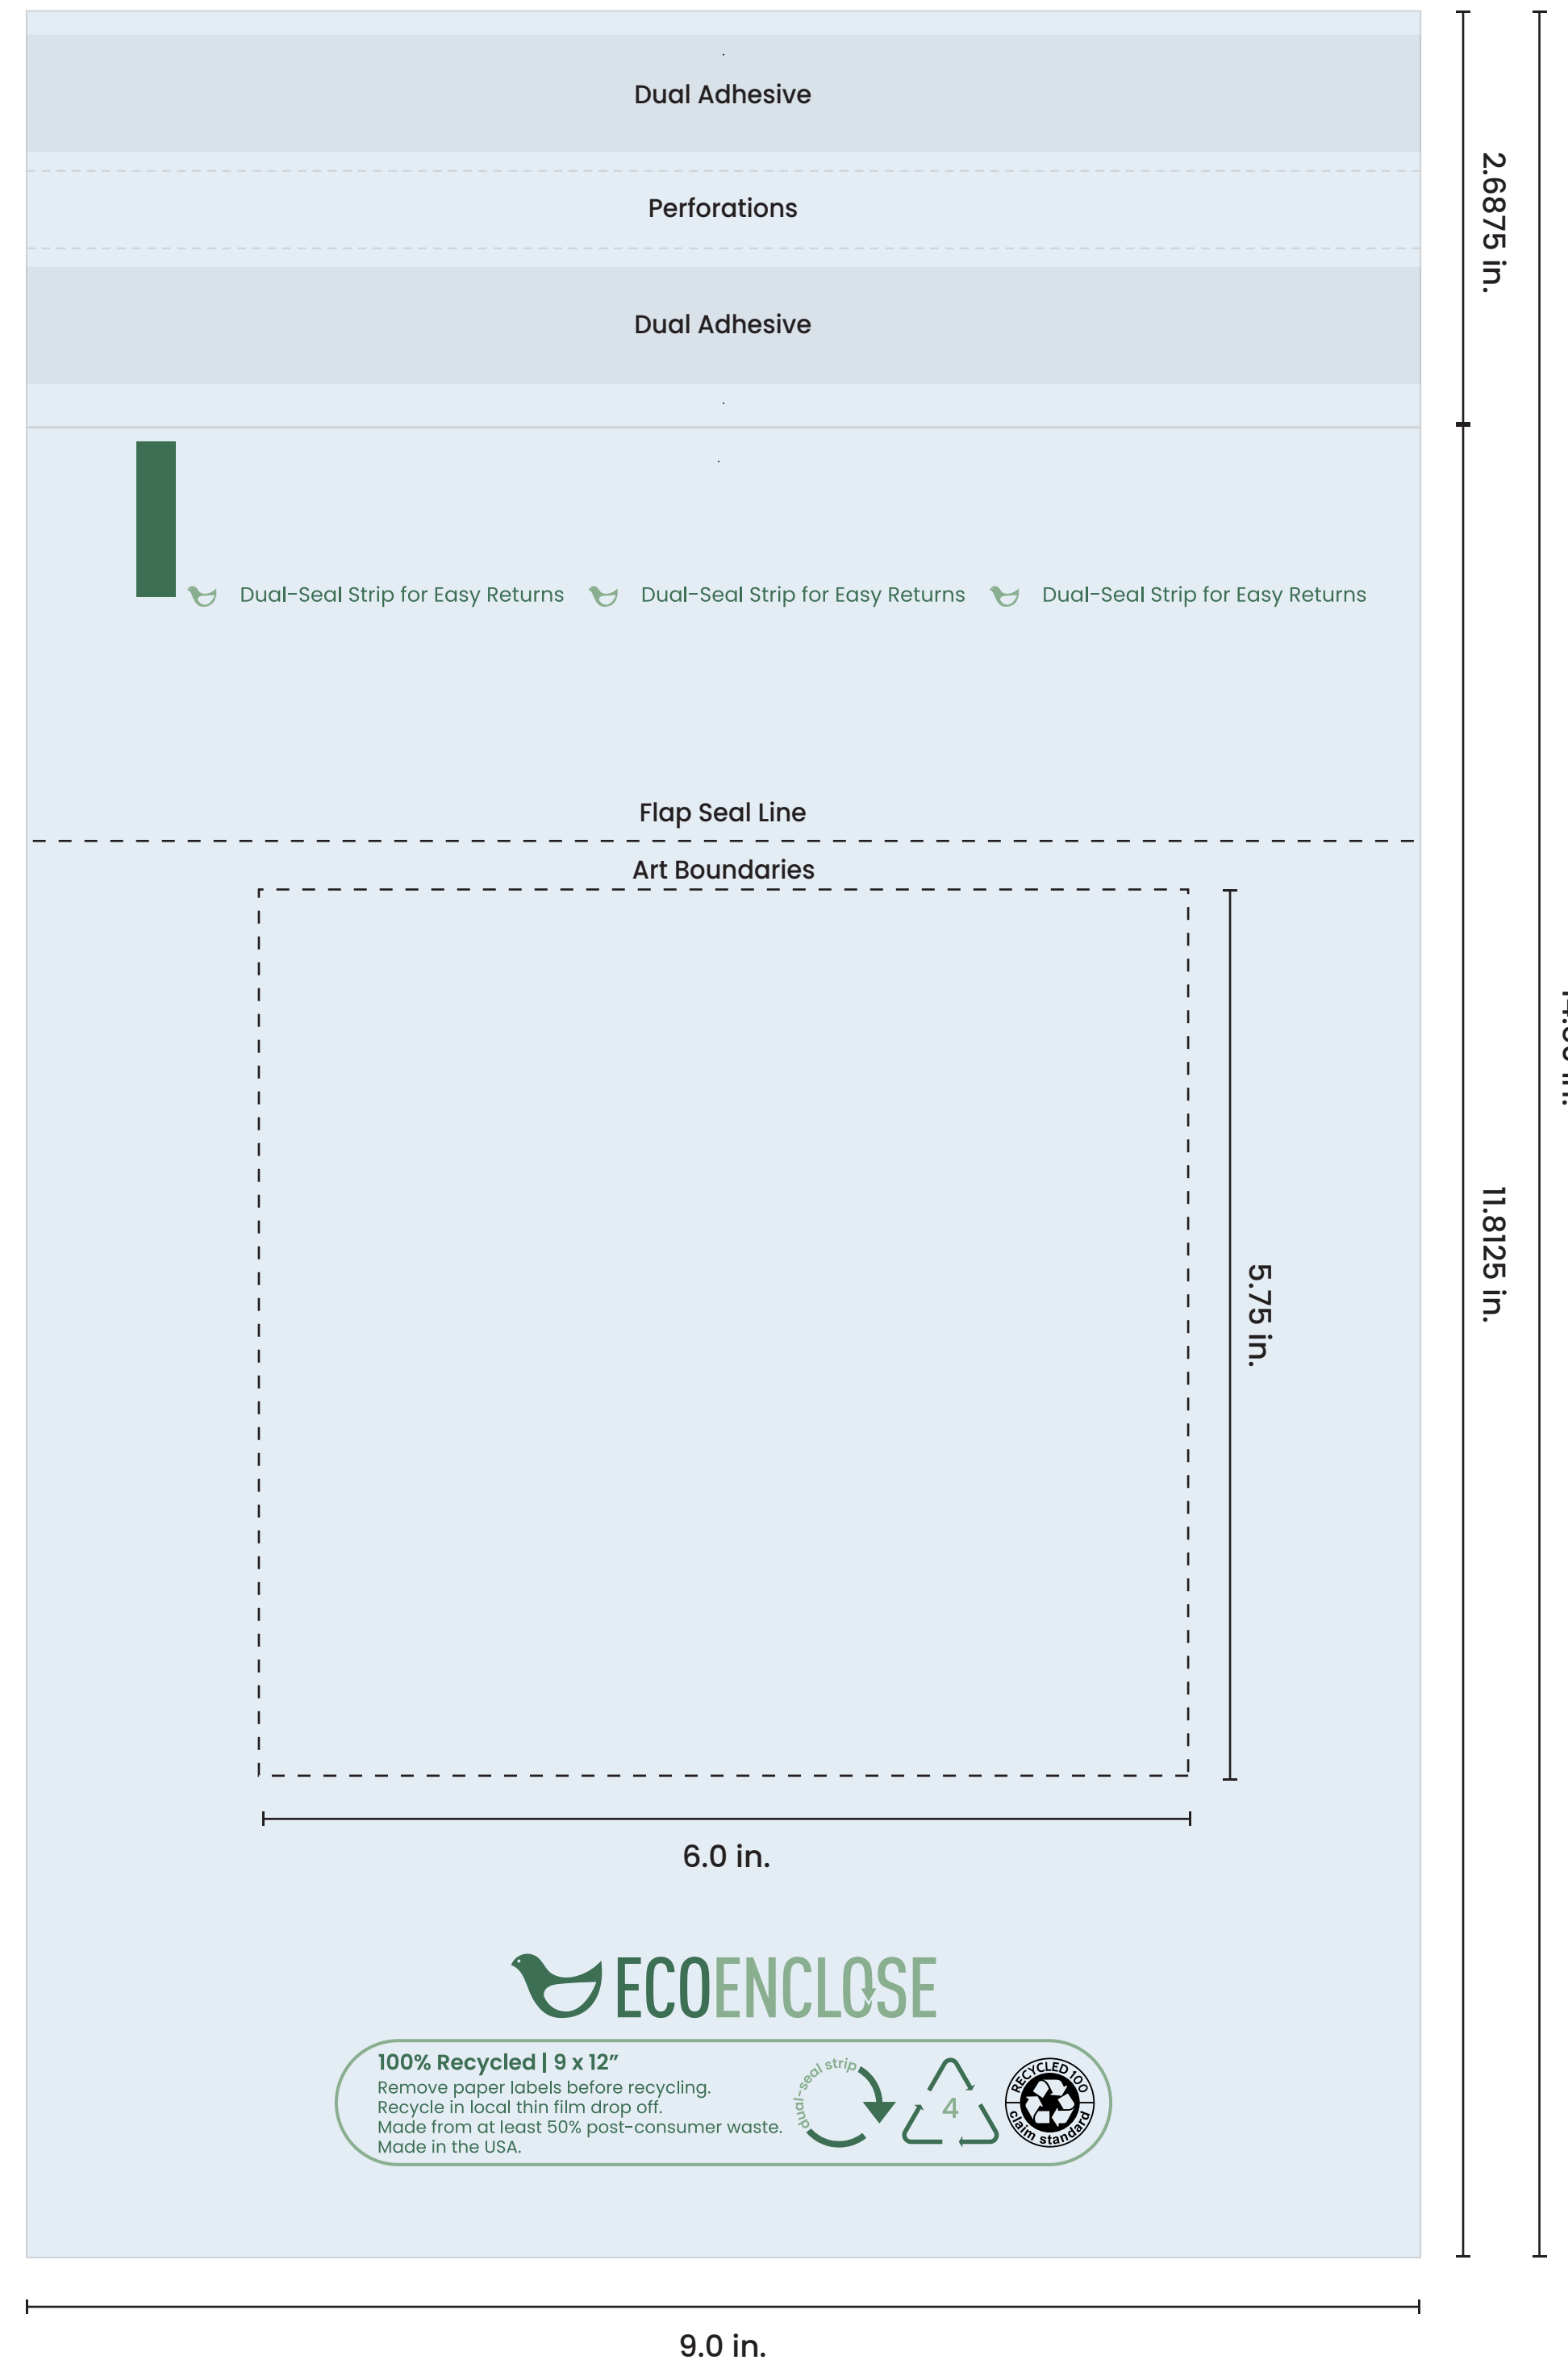 Dual Adhesive
2.6875 in.
Perforations
Dual Adhesive
Dual-Seal Strip for Easy Returns Dual-Seal Strip for Easy Returns Dual-Seal Strip for Easy Returns
Flap Seal Line
Art Boundaries
11.8125 in.
5.75 in.
6.0 in.
ECOENCLOSE
100% Recycled | 9 x 12”
Remove paper labels before recycling.
Recycle in local thin film drop off.
Made from at least 50% post-consumer waste.
Made in the USA.
dual-seal strip
4
RECYCLED 100
claim standard
9.0 in.